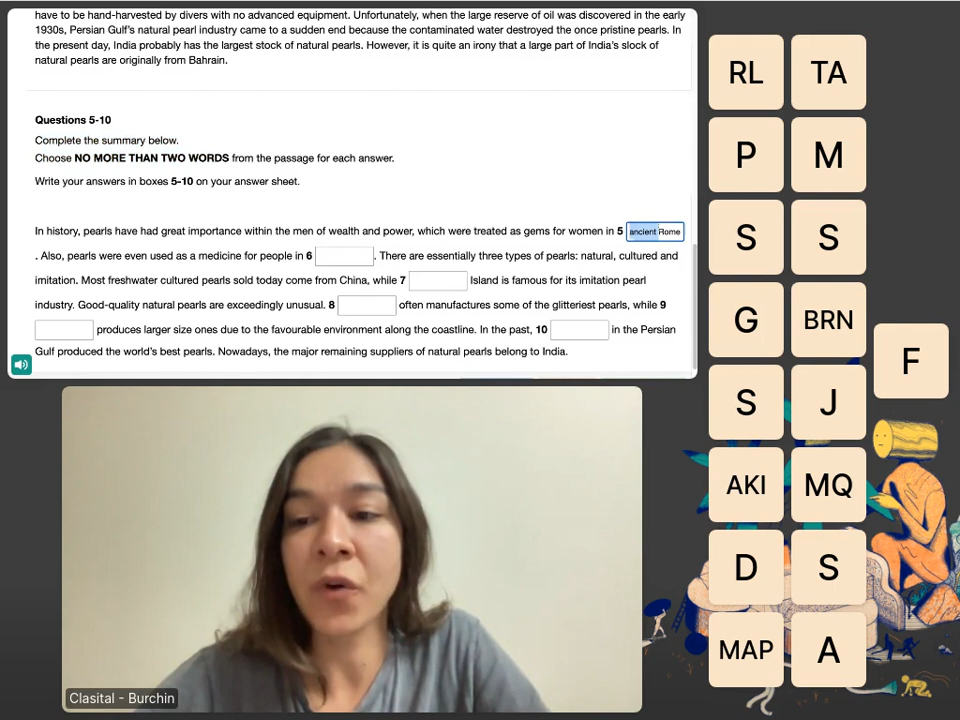 have to be hand-harvested by divers with no advanced equipment. Unfortunately, when the large reserve of oil was discovered in the early
1930s, Persian Gulf's natural pearl industry came to a sudden end because the contaminated water destroyed the once pristine pearls. In
the present day, India probably has the largest stock of natural pearls. However, it is quite an irony that a large part of India's slock of
natural pearls are originally from Bahrain.
Questions 5-10
Complete the summary below.
Choose NO MORE THAN TWO WORDS from the passage for each answer.
Write your answers in boxes 5-10 on your answer sheet.
In history, pearls have had great importance within the men of wealth and power, which were treated as gems for women in 5 ancient Rome
. Also, pearls were even used as a medicine for people in 6 . There are essentially three types of pearls: natural, cultured and
imitation. Most freshwater cultured pearls sold today come from China, while 7 Island is famous for its imitation pearl
industry. Good-quality natural pearls are exceedingly unusual. 8 often manufactures some of the glitteriest pearls, while 9
produces larger size ones due to the favourable environment along the coastline. In the past, 10 in the Persian
Gulf produced the world's best pearls. Nowadays, the major remaining suppliers of natural pearls belong to India.
Clasital - Burchin
RL TA
P M
S S
G BRN
F
S J
AKI MQ
D S
MAP A